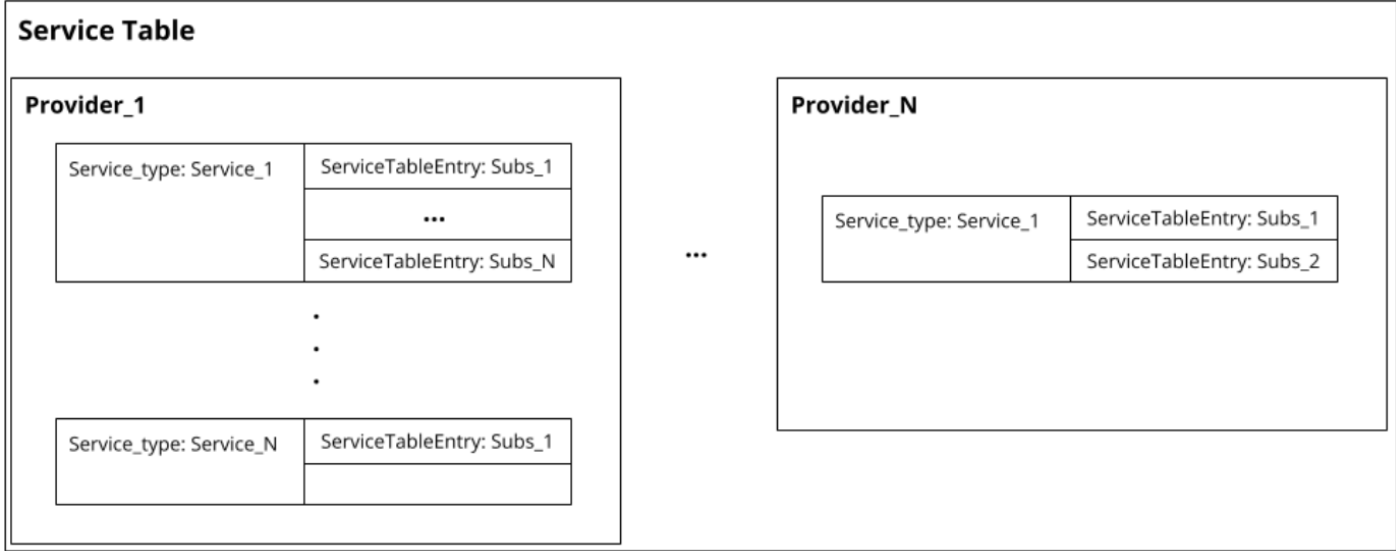 Service Table
Provider_1
Service_type: Service_1
ServiceTableEntry: Subs_1
...
ServiceTableEntry: Subs_N
.
.
.
Service_type: Service_N
ServiceTableEntry: Subs_1
...
Provider_N
Service_type: Service_1
ServiceTableEntry: Subs_1
ServiceTableEntry: Subs_2